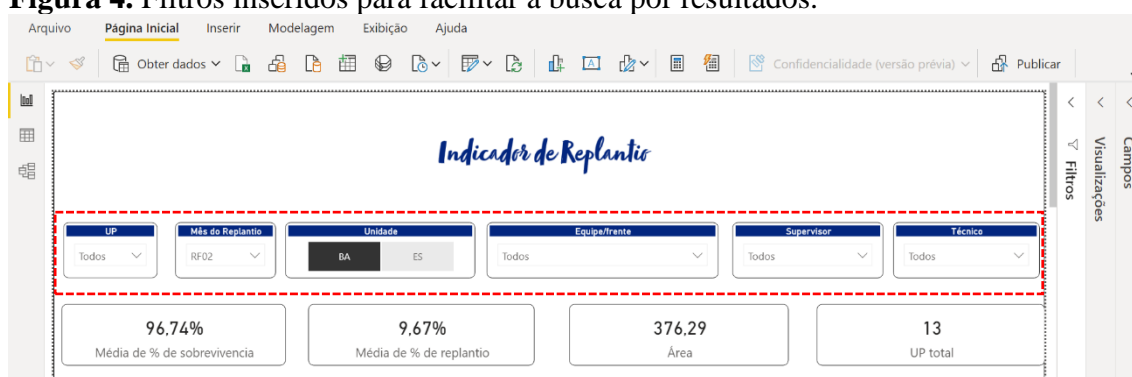 Figura 4. Filtros inseridos para facilitar a busca por resultados.
Arquivo Página Inicial Inserir Modelagem Exibição Ajuda
Obter dados Confidencialidade (versão prévia) Publicar
Indicador de Replantio
UP Mês do Replantio Unidade Equipe/frente Supervisor Técnico
Todos RF02 BA ES Todos Todos Todos
96,74% 9,67% 376,29 13
Média de % de sobrevivencia Média de % de replantio Área UP total
Filtros
Visualizações
Campos